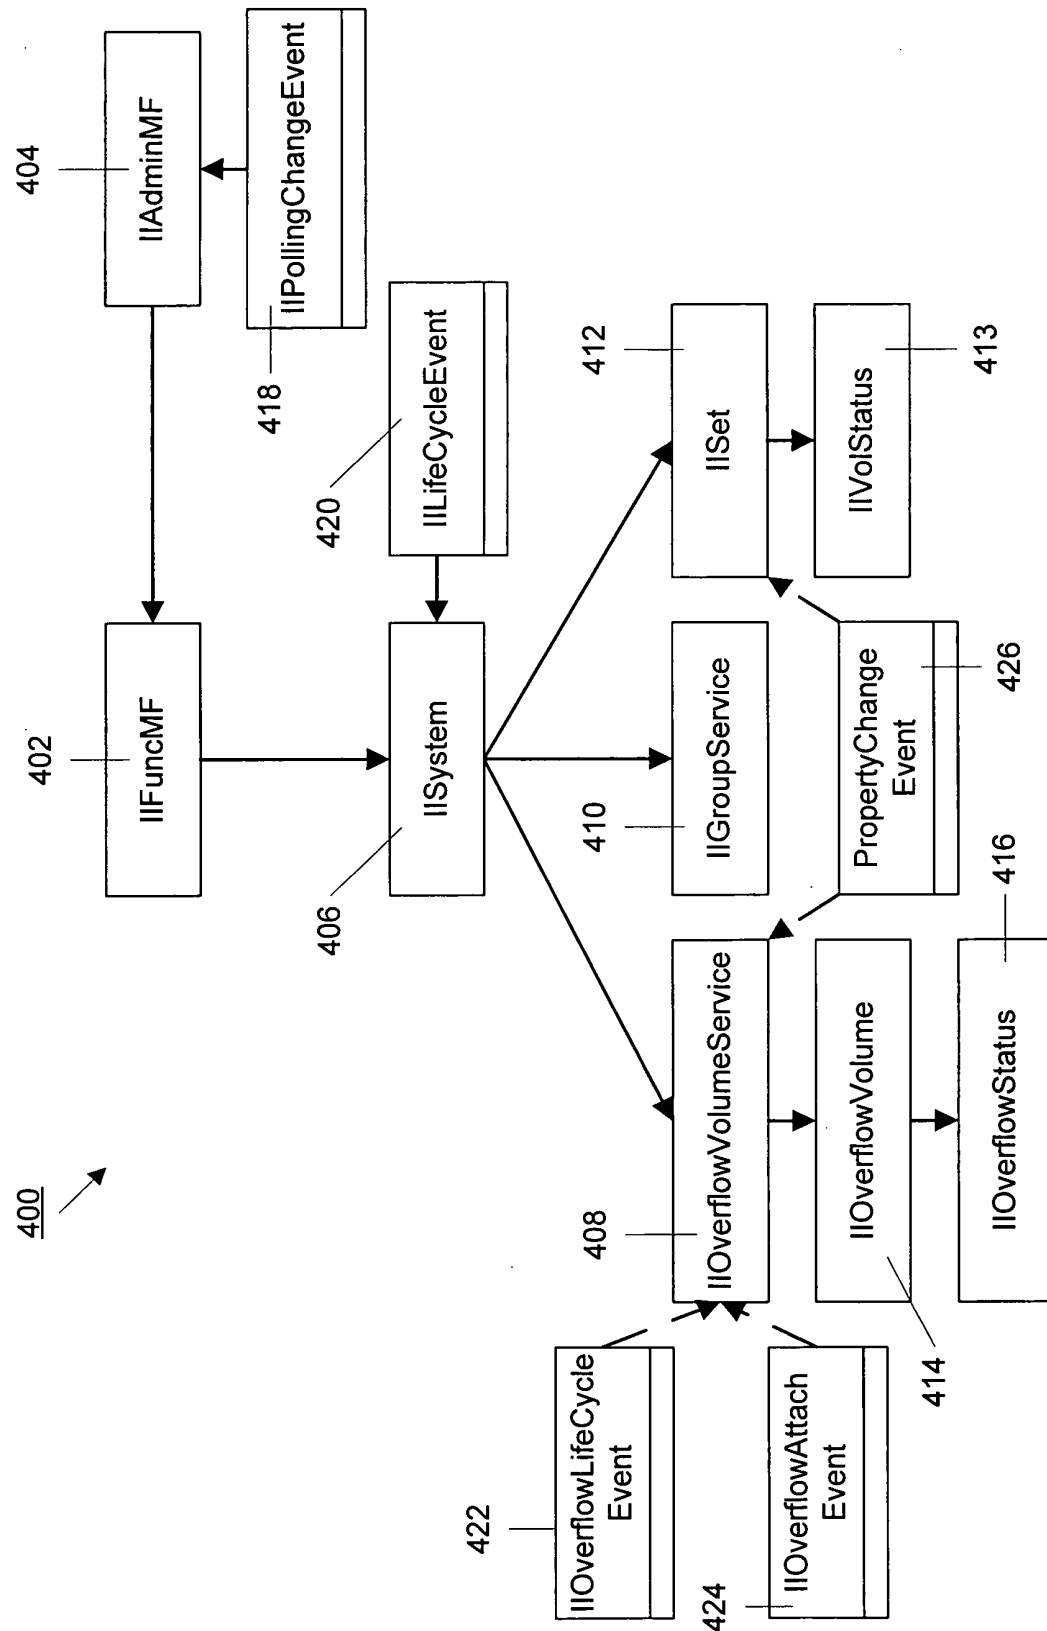 400
402
IIFuncMF
404
IIAdminMF
418
IIPollingChangeEvent
406
IISystem
420
IILifeCycleEvent
422
IIOverflowLifeCycle
Event
408
IIOverflowVolumeService
410
IIGroupService
412
IISet
424
IIOverflowAttach
Event
414
IIOverflowVolume
PropertyChange
Event
426
IIVolStatus
413
IIOverflowStatus
416